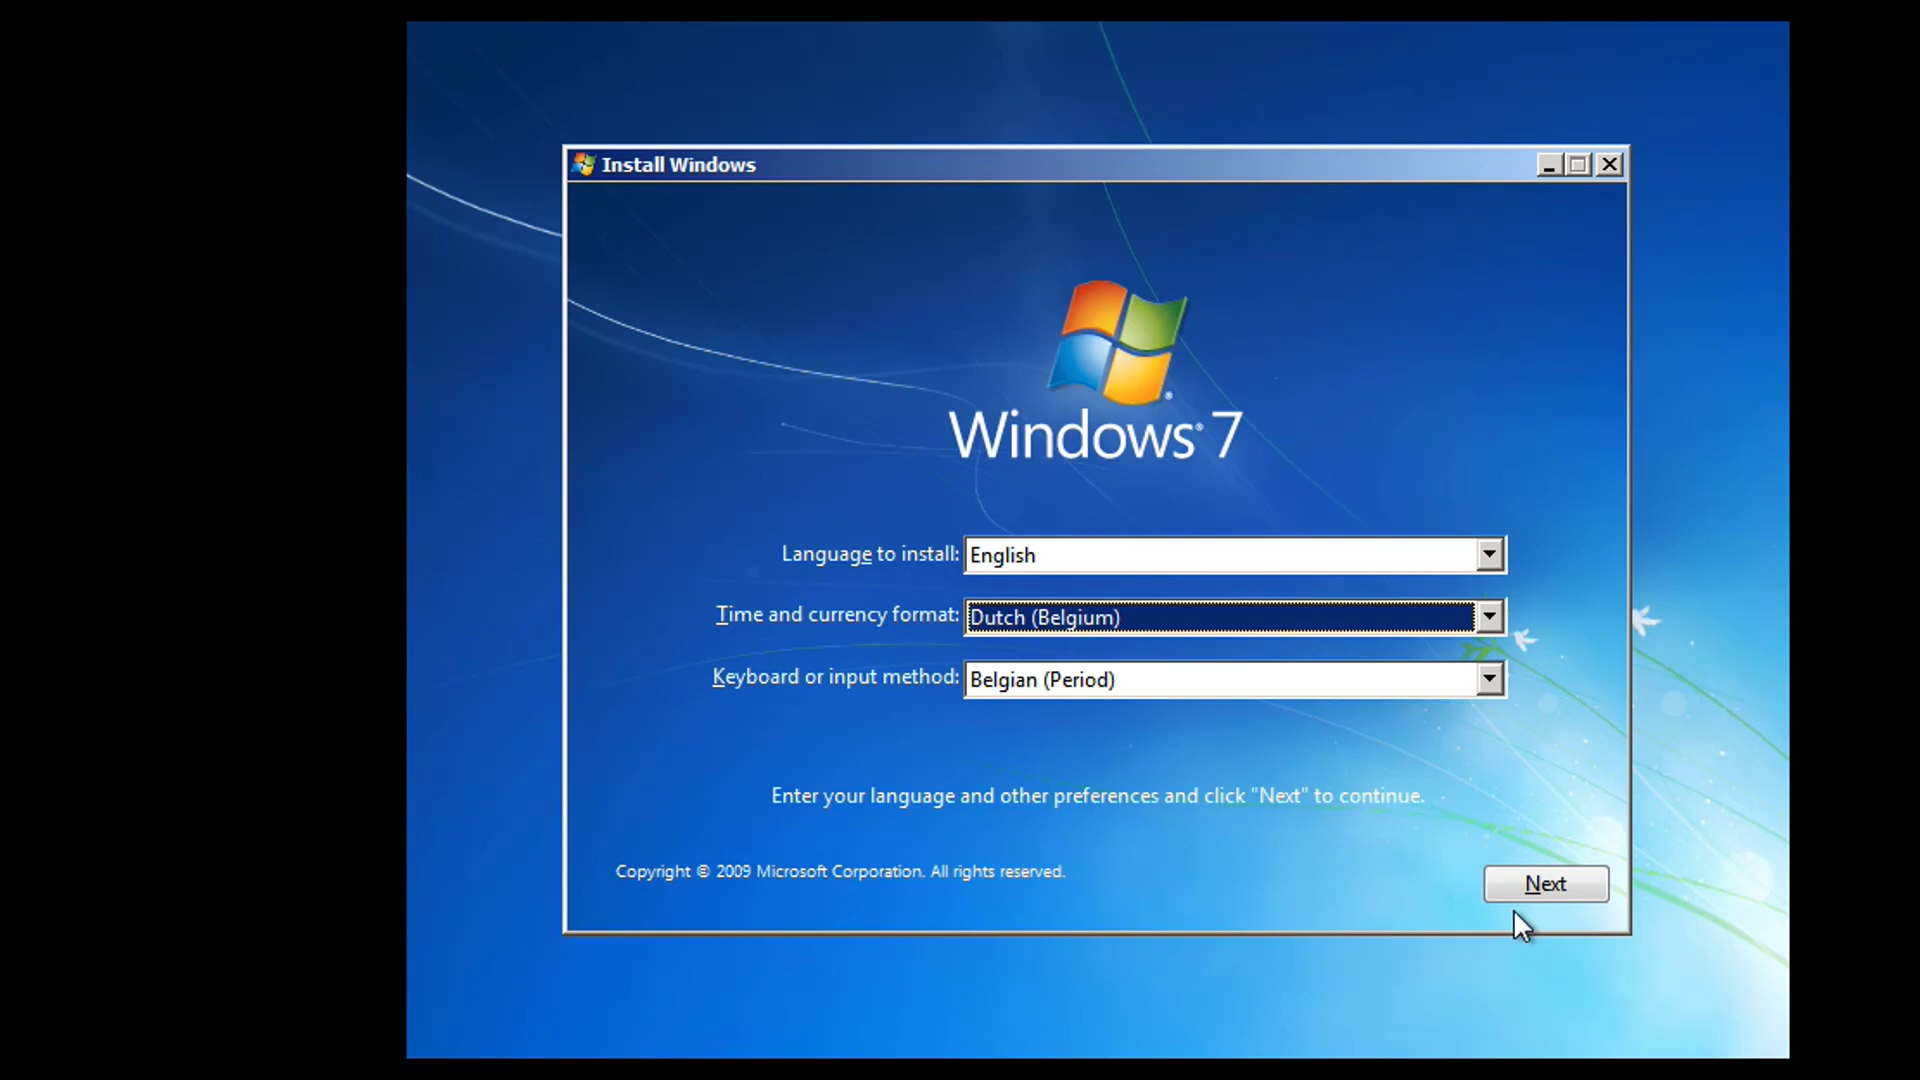 Install Windows
Windows® 7
Language to install: English
Time and currency format: Dutch (Belgium)
Keyboard or input method: Belgian (Period)
Enter your language and other preferences and click "Next" to continue.
Copyright © 2009 Microsoft Corporation. All rights reserved.
Next